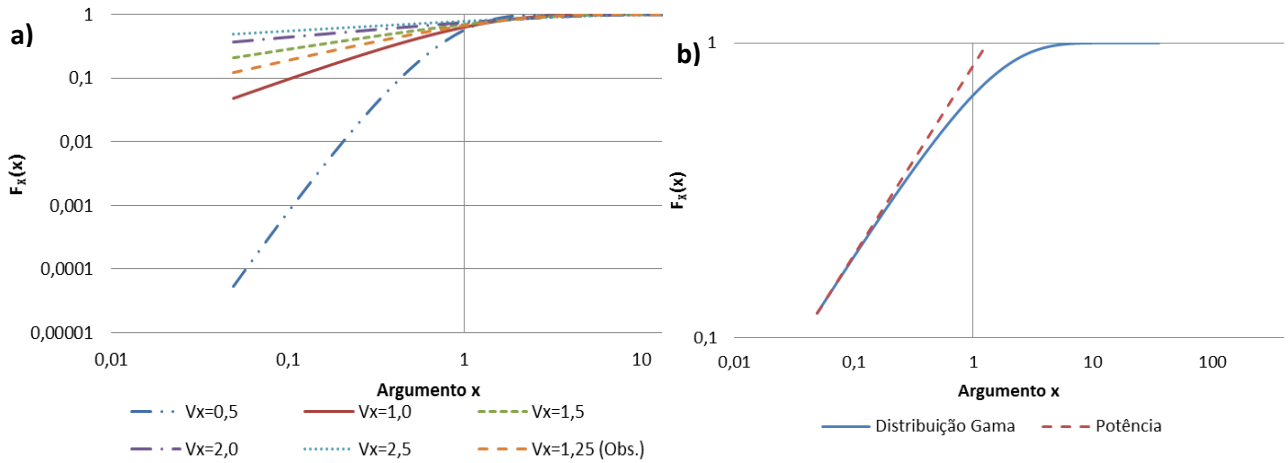 a)
1
0,1
0,01
0,001
0,0001
0,00001
F_X(x)
0,01 0,1 1 10
Argumento x
Vx=0,5 Vx=1,0 Vx=1,5
Vx=2,0 Vx=2,5 Vx=1,25 (Obs.)
b)
1
0,1
F_X(x)
0,01 0,1 1 10 100
Argumento x
Distribuição Gama Potência